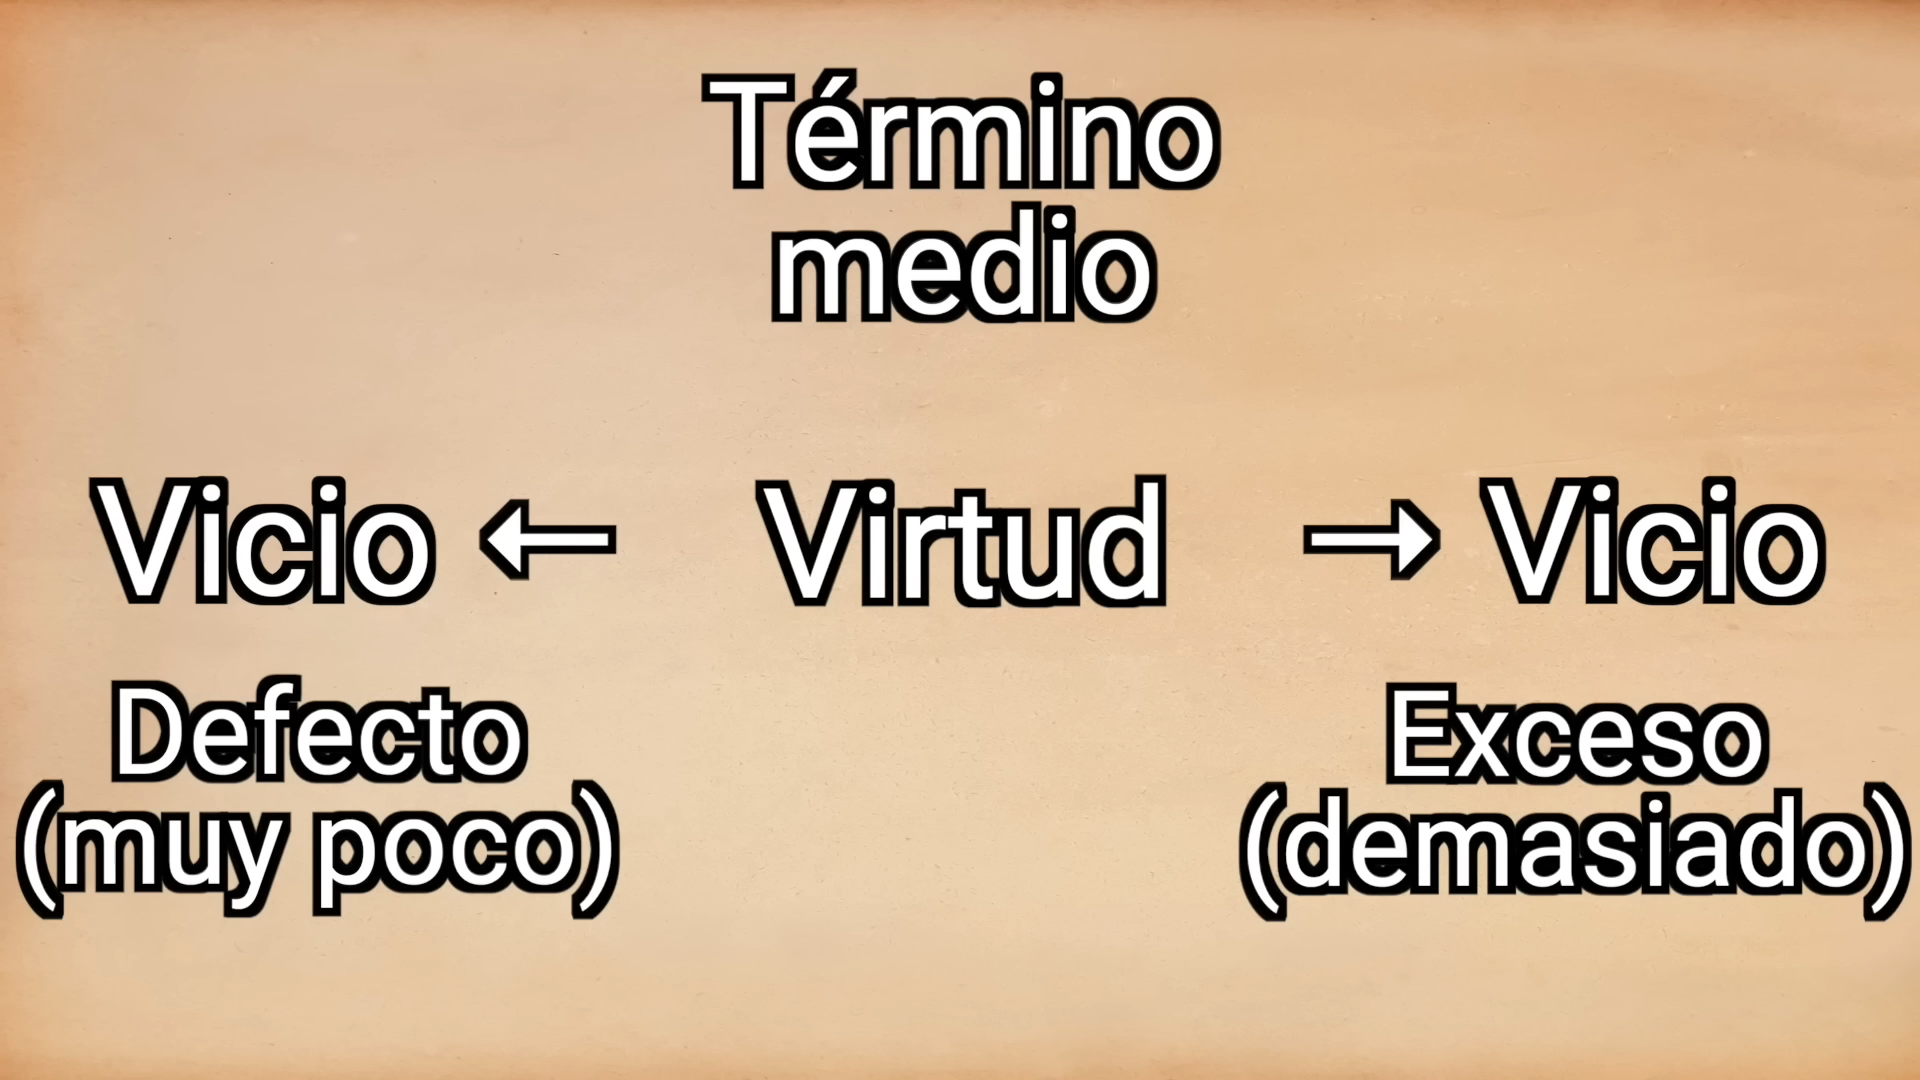 Término
medio
Vicio ← Virtud → Vicio
Defecto
(muy poco)
Exceso
(demasiado)